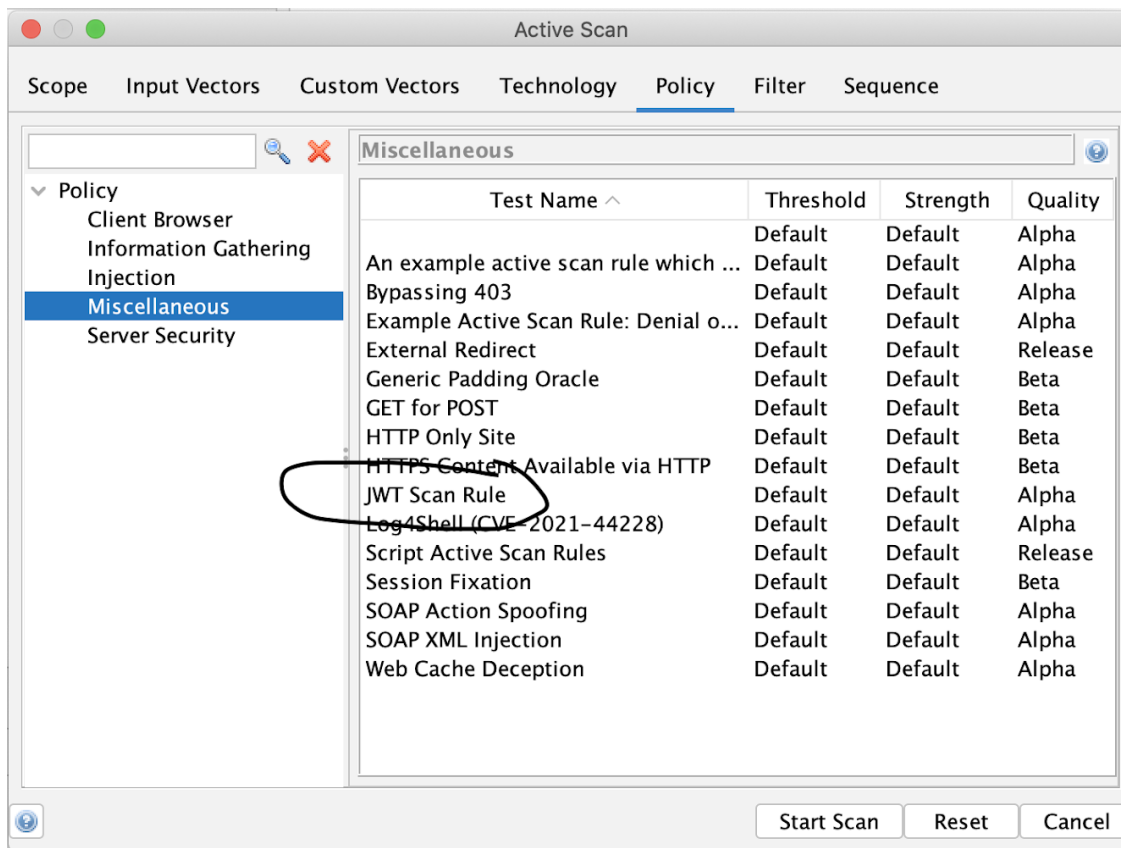 Active Scan
Scope Input Vectors Custom Vectors Technology Policy Filter Sequence
Miscellaneous
Policy
Client Browser
Information Gathering
Injection
Miscellaneous
Server Security
Test Name Threshold Strength Quality
Default Default Alpha
An example active scan rule which ... Default Default Alpha
Bypassing 403 Default Default Alpha
Example Active Scan Rule: Denial o... Default Default Alpha
External Redirect Default Default Release
Generic Padding Oracle Default Default Beta
GET for POST Default Default Beta
HTTP Only Site Default Default Beta
HTTPS Content Available via HTTP Default Default Beta
JWT Scan Rule Default Default Alpha
Log4Shell (CVE-2021-44228) Default Default Alpha
Script Active Scan Rules Default Default Release
Session Fixation Default Default Beta
SOAP Action Spoofing Default Default Alpha
SOAP XML Injection Default Default Alpha
Web Cache Deception Default Default Alpha
Start Scan Reset Cancel